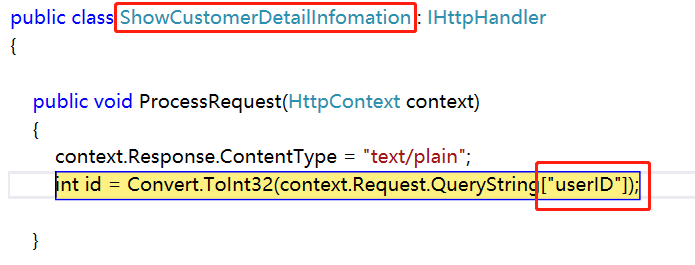 public class ShowCustomerDetailInfomation : IHttpHandler
{
public void ProcessRequest(HttpContext context)
{
context.Response.ContentType = "text/plain";
int id = Convert.ToInt32(context.Request.QueryString["userID"]);
}